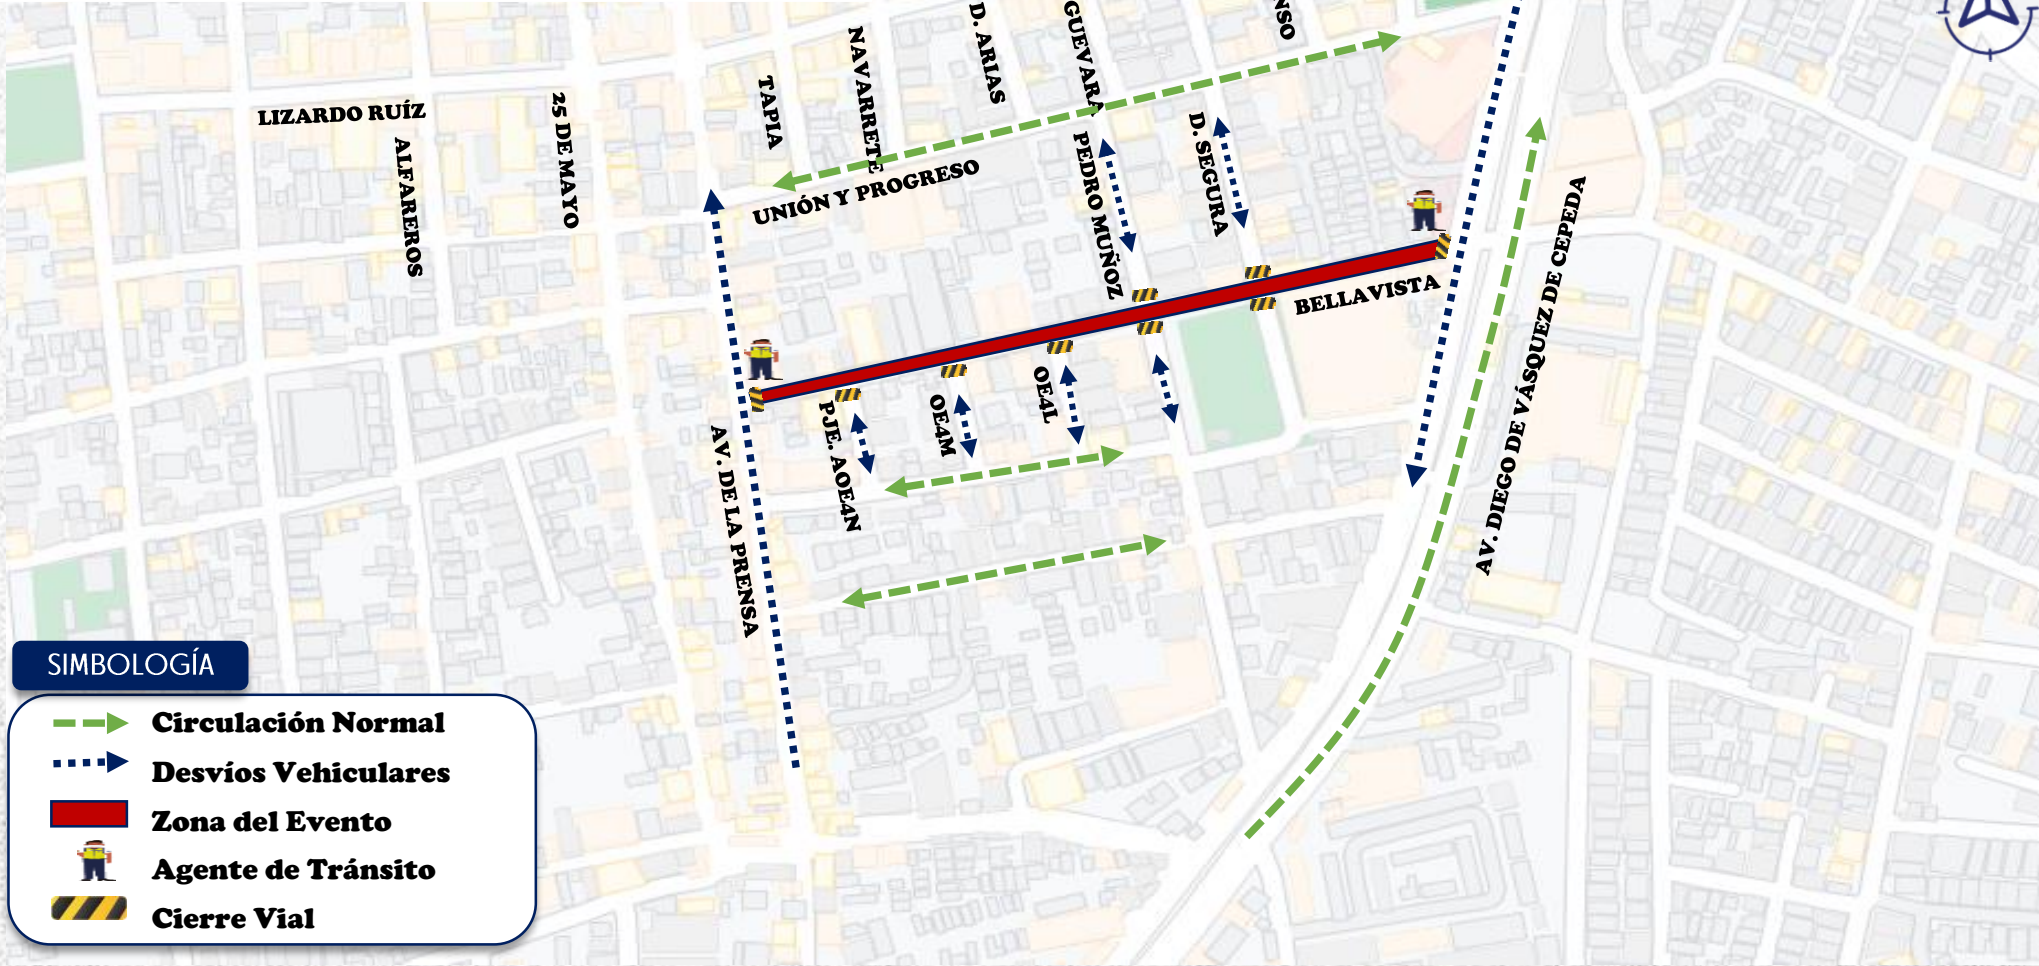 D. ARIAS
GUEVARA
NSO
NAVARRETE
TAPIA
LIZARDO RUÍZ
25 DE MAYO
ALFAREROS
UNIÓN Y PROGRESO
PEDRO MUÑOZ
D. SEGURA
BELLAVISTA
AV. DIEGO DE VÁSQUEZ DE CEPEDA
OE4L
OE4M
PJE. AOE4N
AV. DE LA PRENSA
SIMBOLOGÍA
Circulación Normal
Desvíos Vehiculares
Zona del Evento
Agente de Tránsito
Cierre Vial